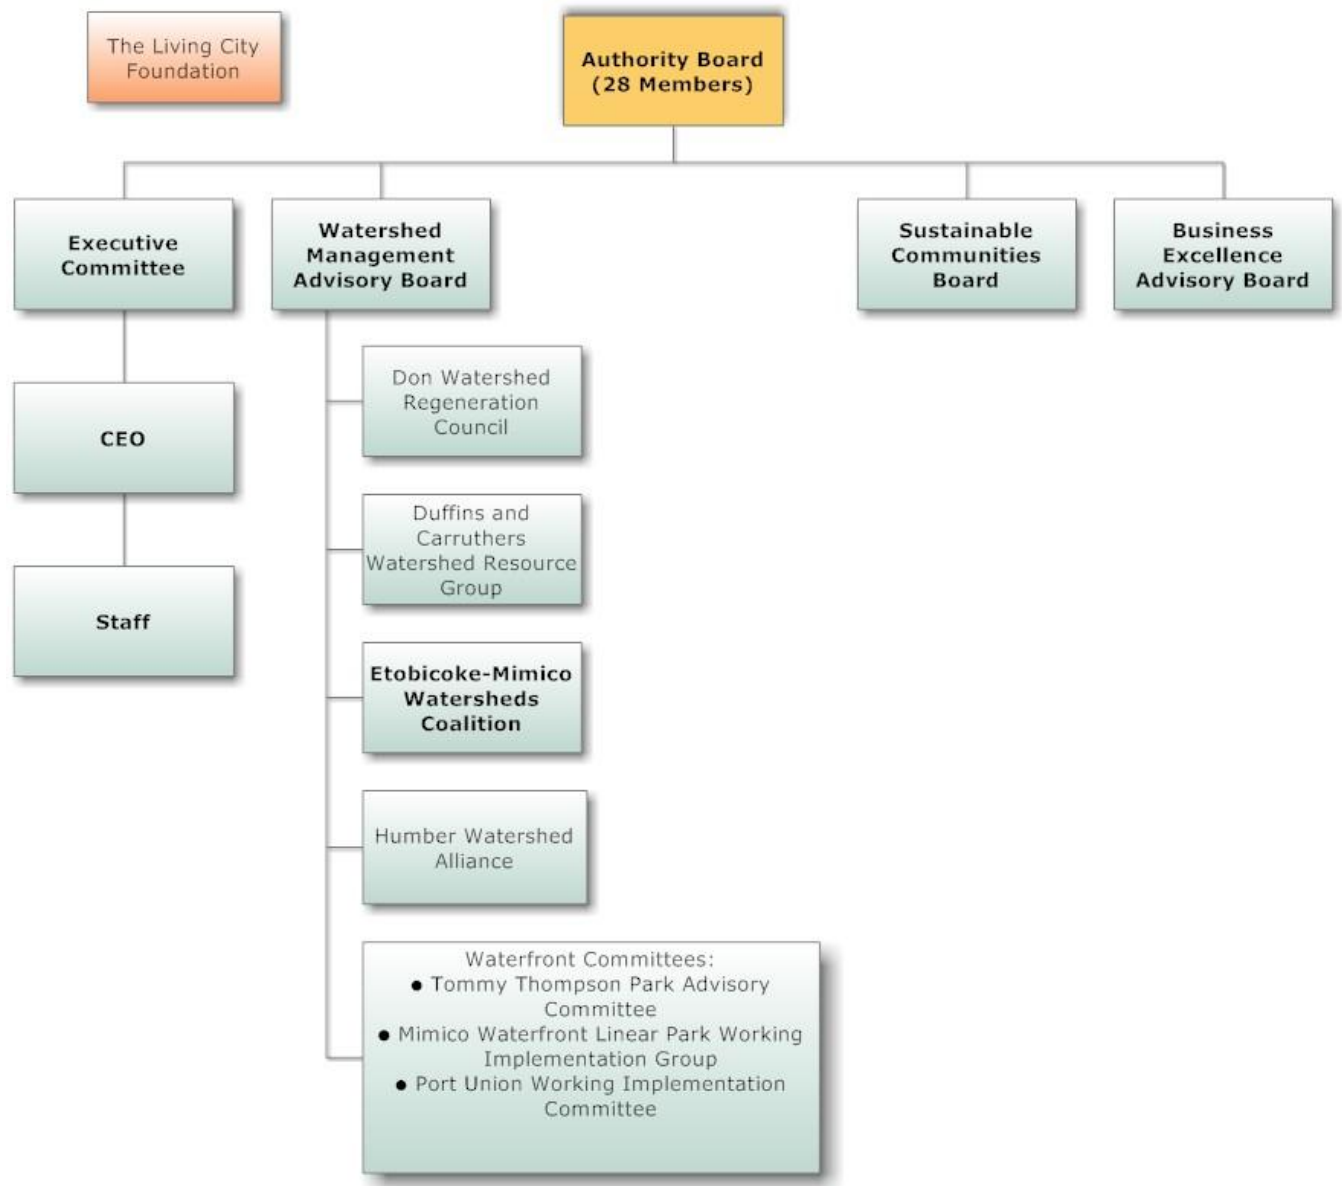 The Living City
Foundation
Authority Board
(28 Members)
Executive
Committee
Watershed
Management
Advisory Board
Sustainable
Communities
Board
Business
Excellence
Advisory Board
CEO
Staff
Don Watershed
Regeneration
Council
Duffins and
Carruthers
Watershed Resource
Group
Etobicoke-Mimico
Watersheds
Coalition
Humber Watershed
Alliance
Waterfront Committees:
● Tommy Thompson Park Advisory
Committee
● Mimico Waterfront Linear Park Working
Implementation Group
● Port Union Working Implementation
Committee